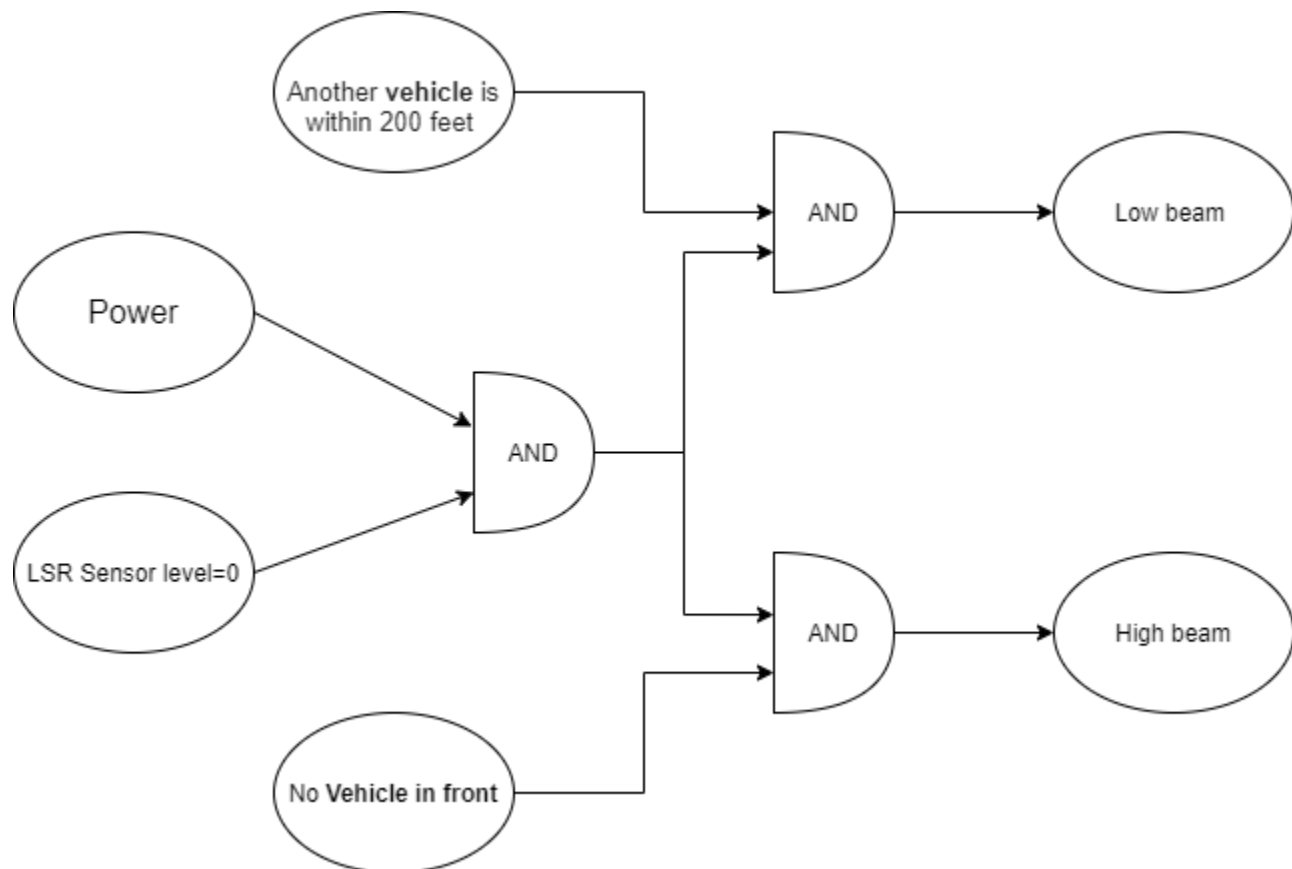 Another vehicle is
within 200 feet
AND
Low beam
Power
AND
LSR Sensor level=0
AND
High beam
No Vehicle in front